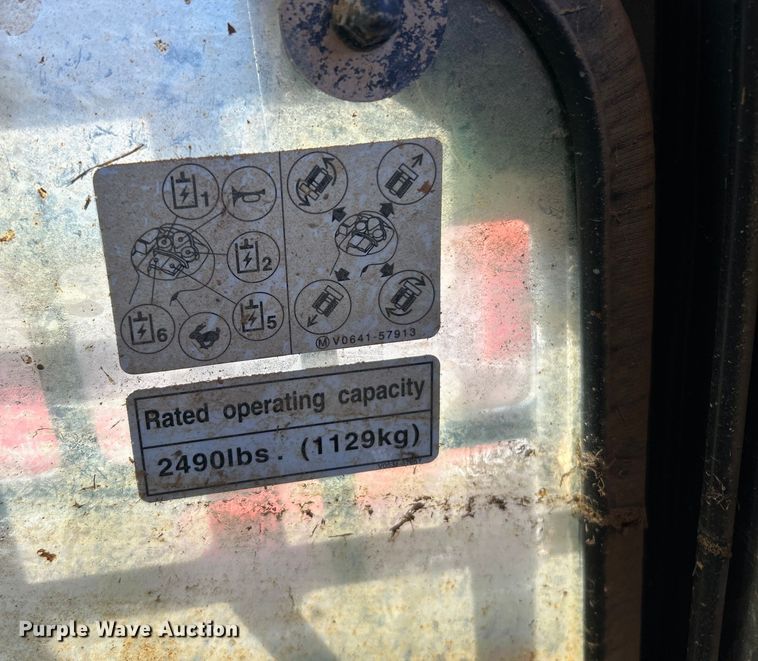 1
2
6
5
M V0641-57913
Rated operating capacity
2490lbs. (1129kg)
Purple Wave Auction